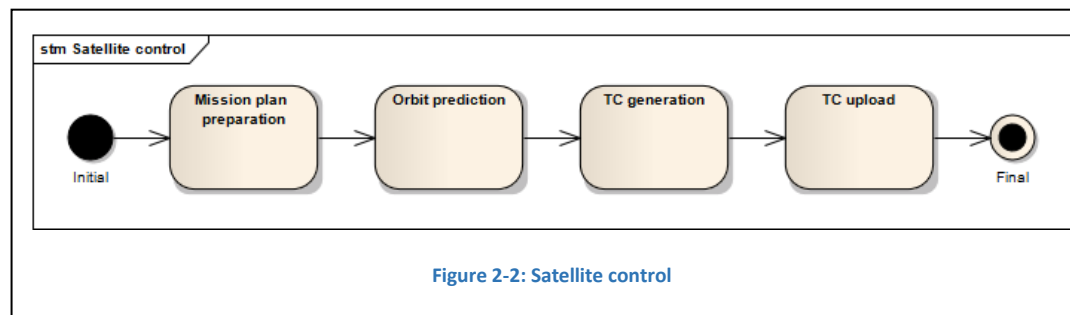 stm Satellite control
Mission plan
preparation
Orbit prediction
TC generation
TC upload
Initial
Final
Figure 2-2: Satellite control